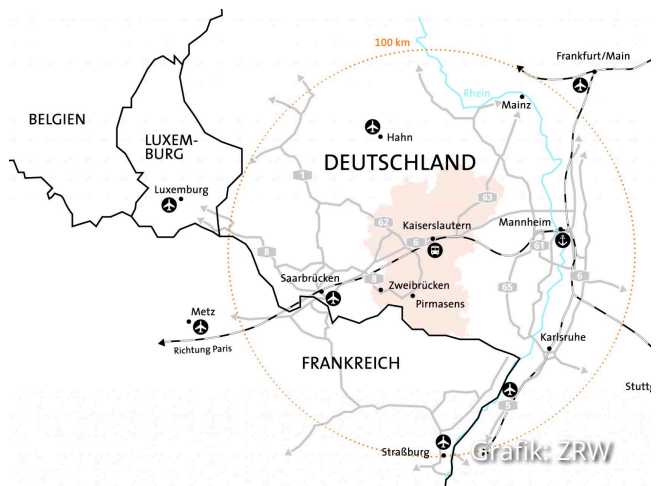 100 km
Frankfurt/Main
Rhein
Mainz
BELGIEN
Hahn
LUXEM-
BURG
DEUTSCHLAND
1
Luxemburg
63
62
Kaiserslautern
Mannheim
6
61
8
Saarbrücken
8
Zweibrücken
6
65
Metz
Pirmasens
Richtung Paris
Karlsruhe
FRANKREICH
Stuttg
5
Straßburg
Grafik: ZRW